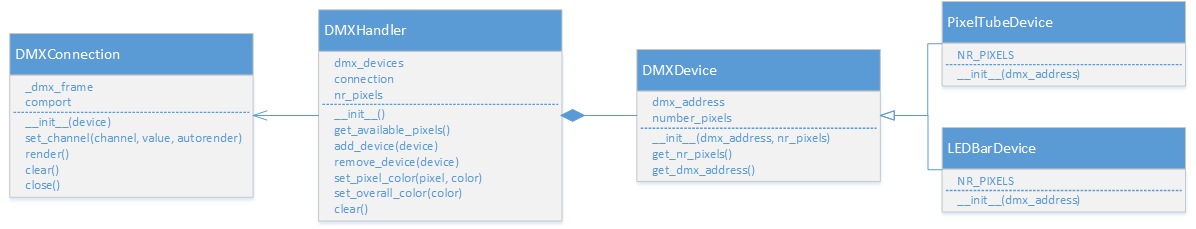 DMXConnection
_dmx_frame
comport
__init__(device)
set_channel(channel, value, autorender)
render()
clear()
close()
DMXHandler
dmx_devices
connection
nr_pixels
__init__()
get_available_pixels()
add_device(device)
remove_device(device)
set_pixel_color(pixel, color)
set_overall_color(color)
clear()
DMXDevice
dmx_address
number_pixels
__init__(dmx_address, nr_pixels)
get_nr_pixels()
get_dmx_address()
PixelTubeDevice
NR_PIXELS
__init__(dmx_address)
LEDBarDevice
NR_PIXELS
__init__(dmx_address)